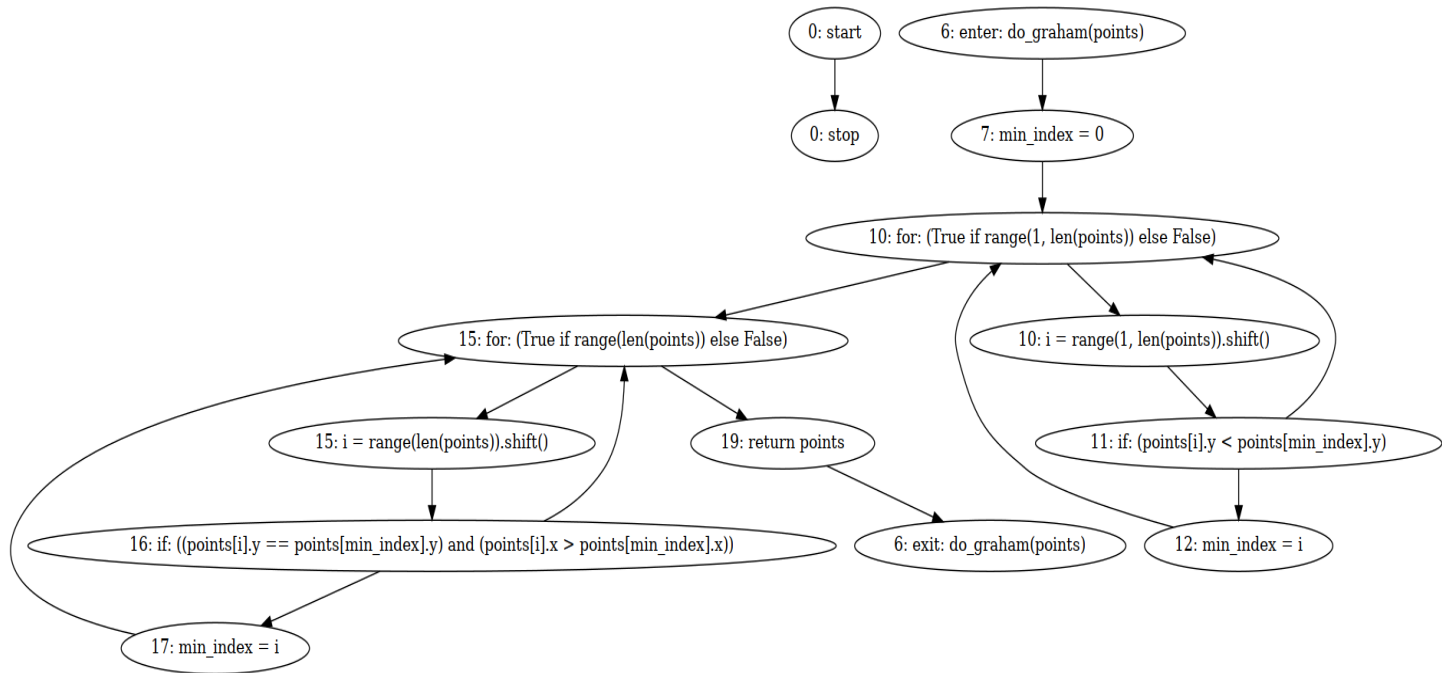 0: start
6: enter: do_graham(points)
0: stop
7: min_index = 0
10: for: (True if range(1, len(points)) else False)
15: for: (True if range(len(points)) else False)
10: i = range(1, len(points)).shift()
15: i = range(len(points)).shift()
19: return points
11: if: (points[i].y < points[min_index].y)
16: if: ((points[i].y == points[min_index].y) and (points[i].x > points[min_index].x))
6: exit: do_graham(points)
12: min_index = i
17: min_index = i